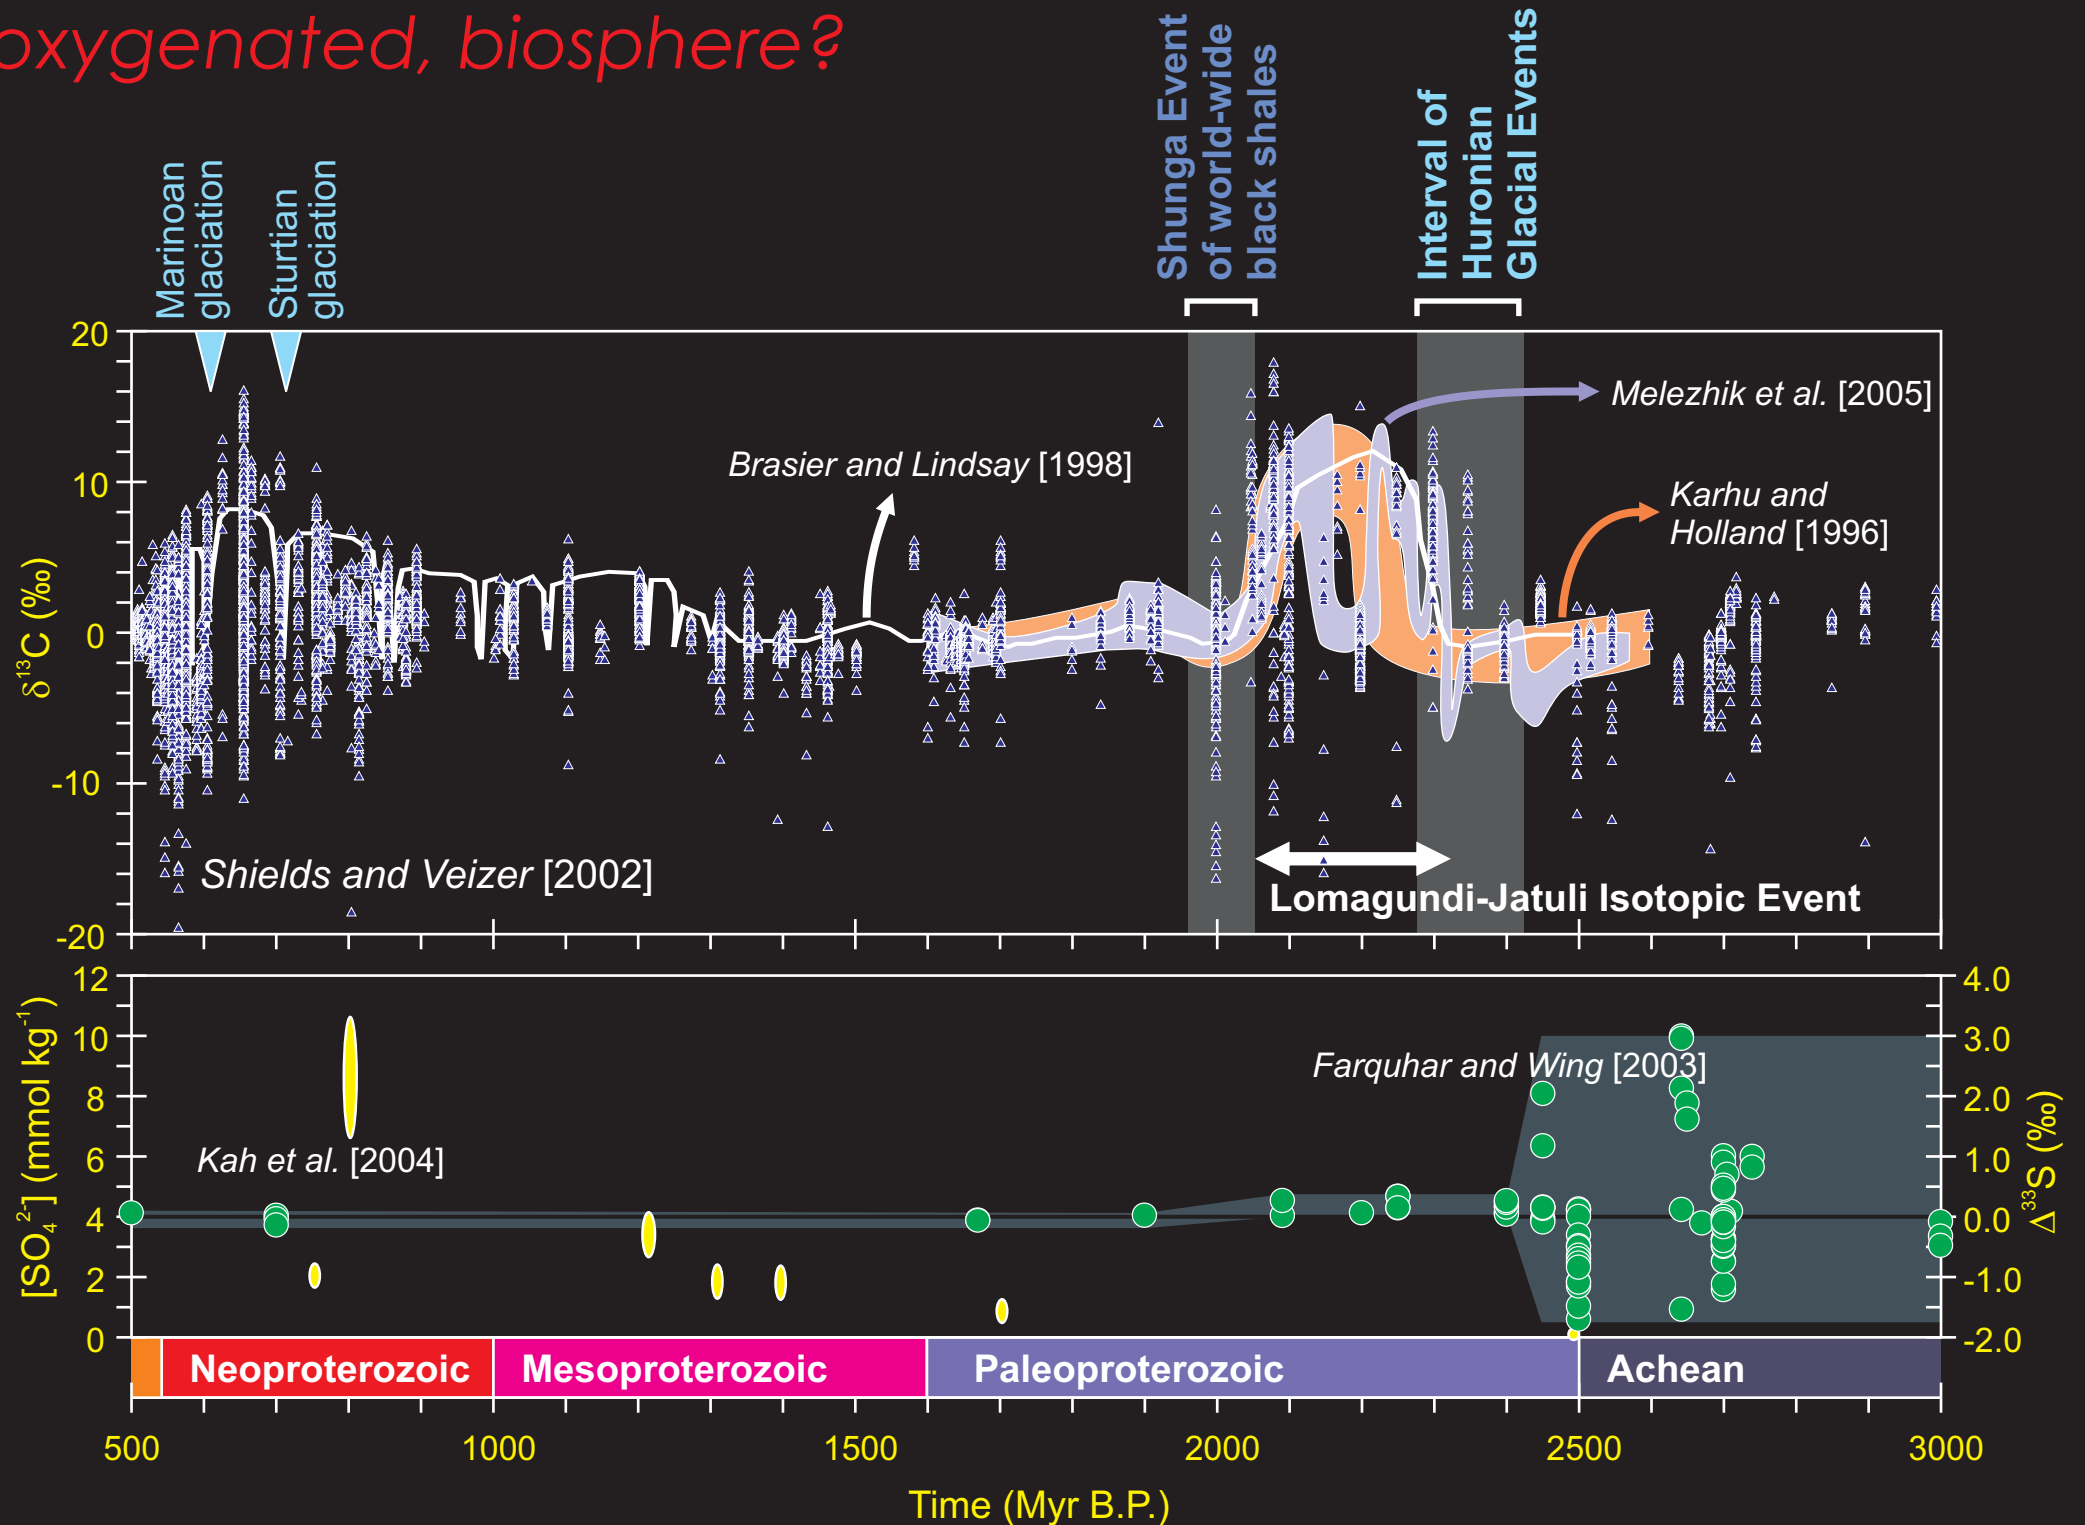 oxygenated, biosphere?
Marinoan
glaciation
Sturtian
glaciation
Shunga Event
of world-wide
black shales
Interval of
Huronian
Glacial Events
20
10
0
-10
-20
δ¹³C (‰)
Brasier and Lindsay [1998]
Melezhik et al. [2005]
Karhu and
Holland [1996]
Shields and Veizer [2002]
Lomagundi-Jatuli Isotopic Event
12
10
8
6
4
2
0
[SO₄²⁻] (mmol kg⁻¹)
Kah et al. [2004]
Farquhar and Wing [2003]
4.0
3.0
2.0
1.0
0.0
-1.0
-2.0
Δ³³S (‰)
Neoproterozoic
Mesoproterozoic
Paleoproterozoic
Achean
500
1000
1500
2000
2500
3000
Time (Myr B.P.)